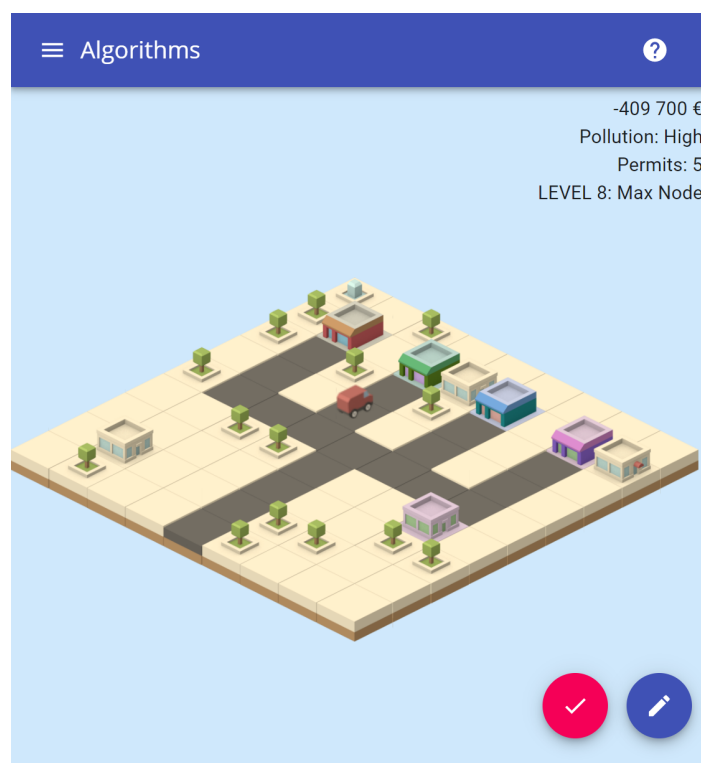 Algorithms
-409 700 €
Pollution: High
Permits: 5
LEVEL 8: Max Node